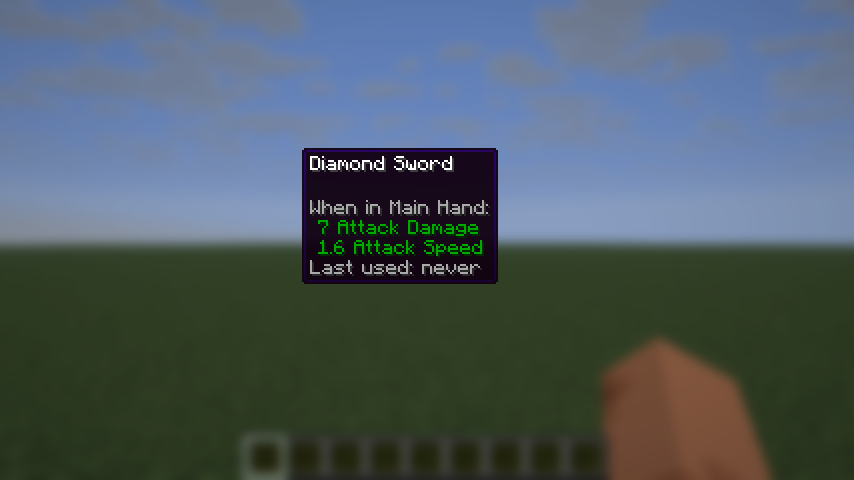 Diamond Sword
When in Main Hand:
7 Attack Damage
1.6 Attack Speed
Last used: never